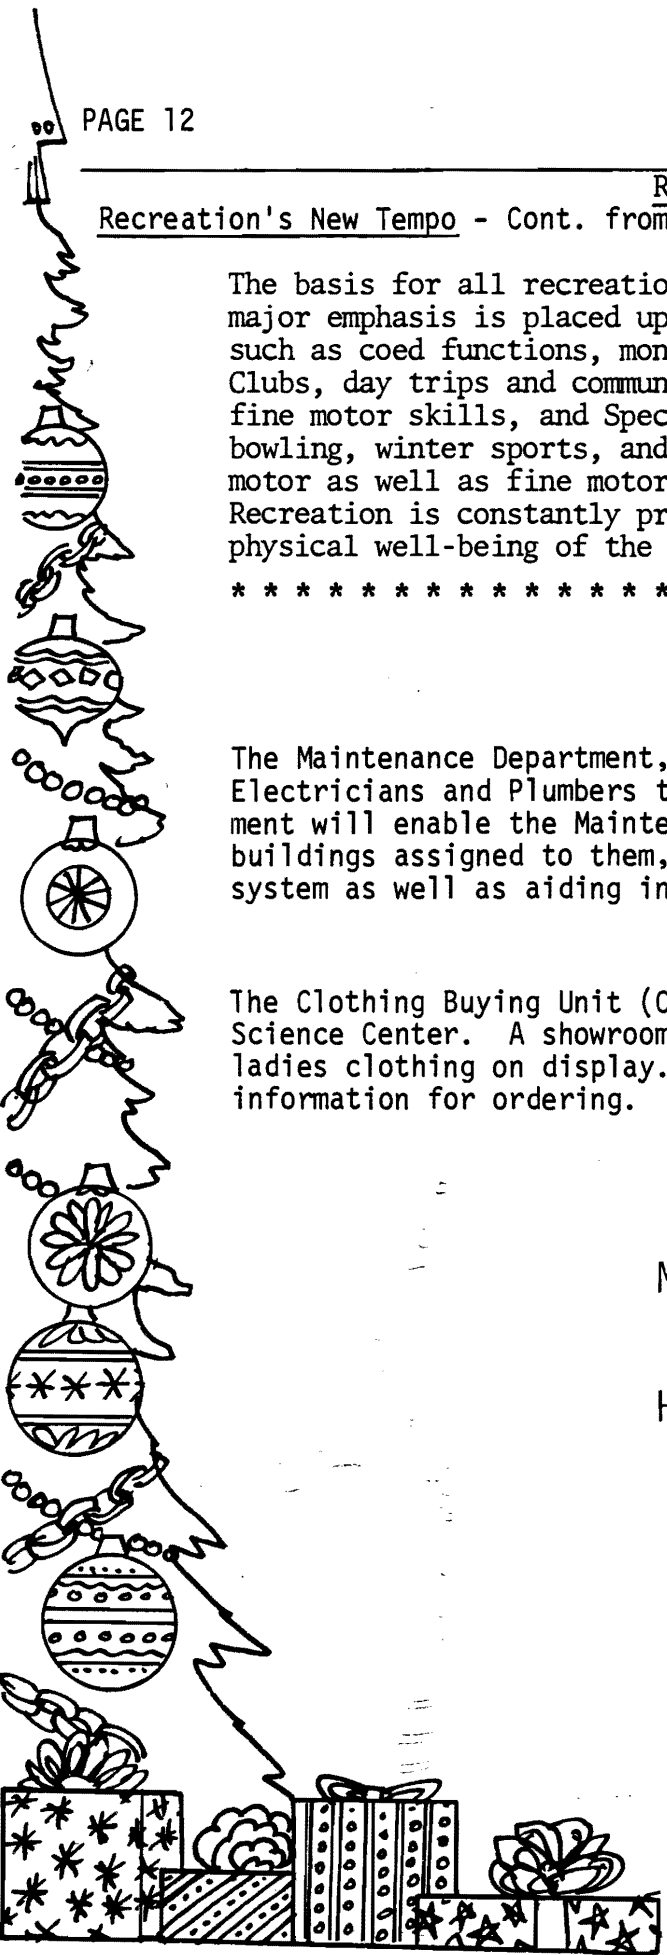 PAGE 12
R
Recreation's New Tempo - Cont. from
The basis for all recreatio
major emphasis is placed up
such as coed functions, mon
Clubs, day trips and commun
fine motor skills, and Spec
bowling, winter sports, and
motor as well as fine motor
Recreation is constantly pr
physical well-being of the
* * * * * * * * * * * * * *
The Maintenance Department,
Electricians and Plumbers t
ment will enable the Mainte
buildings assigned to them,
system as well as aiding in
The Clothing Buying Unit (C
Science Center. A showroom
ladies clothing on display.
information for ordering.
M
H